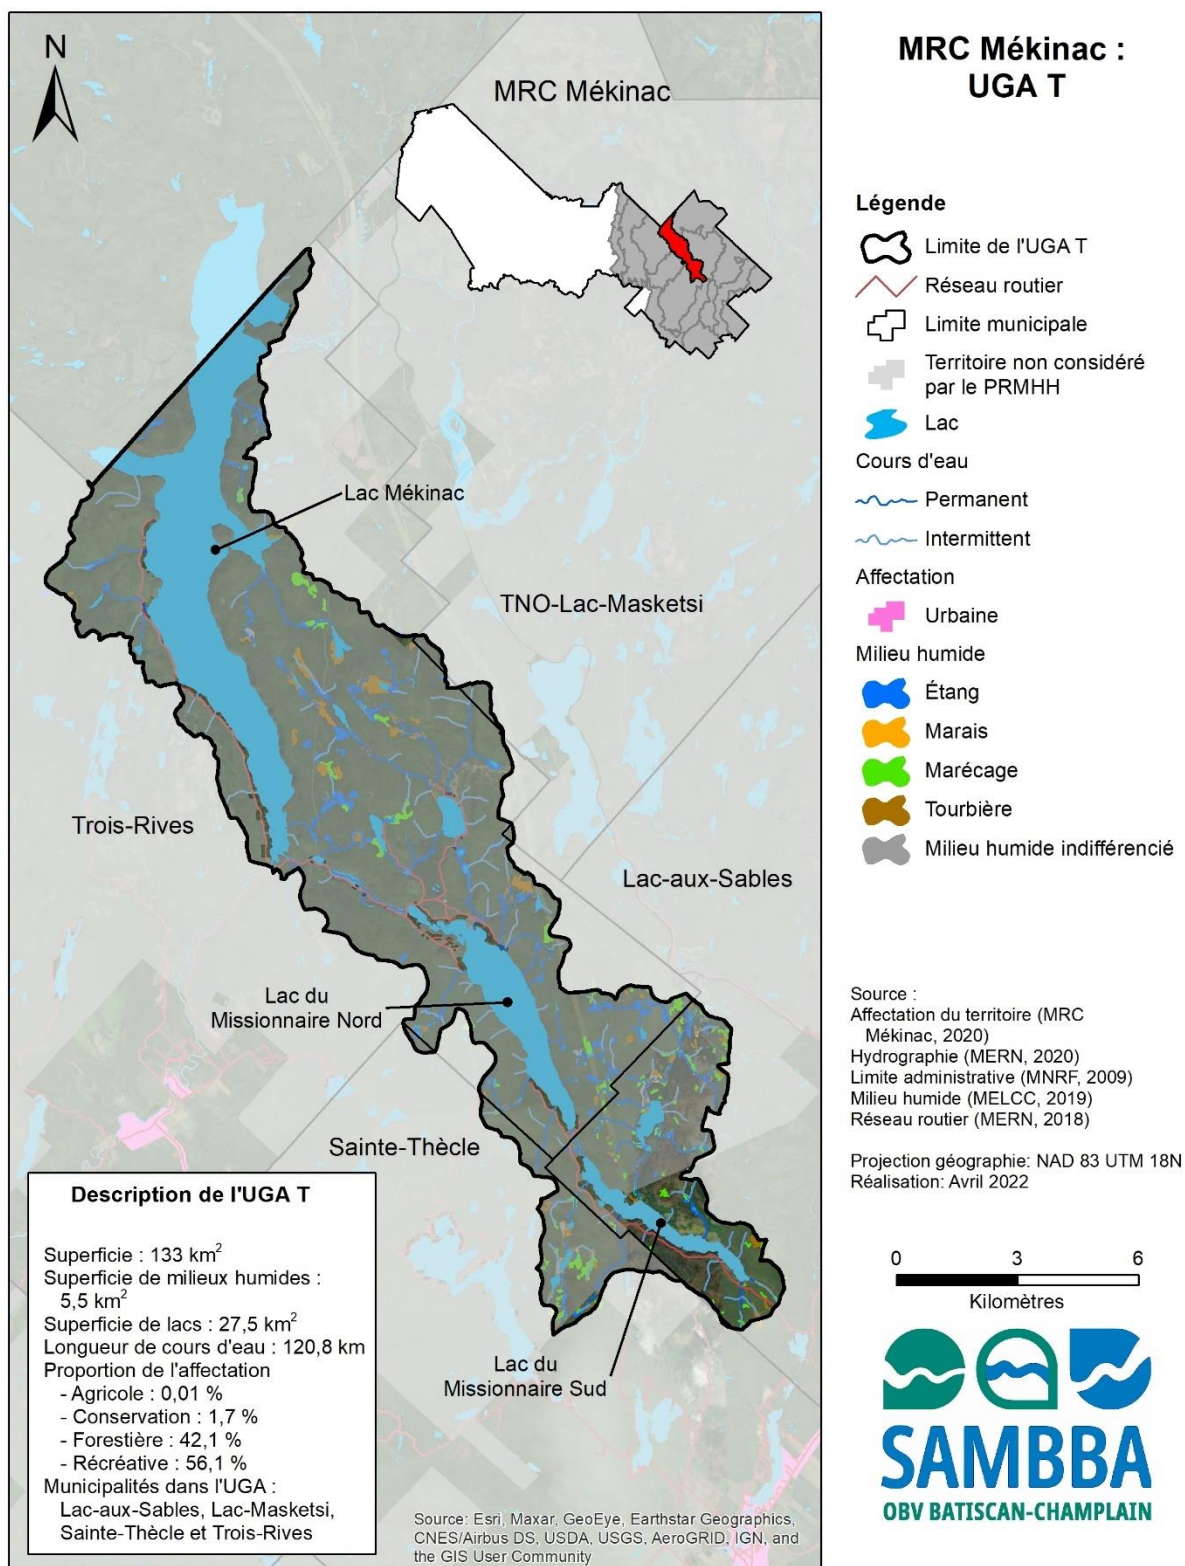 MRC Mékinac :
UGA T
N
MRC Mékinac
Lac Mékinac
TNO-Lac-Masketsi
Trois-Rives
Lac-aux-Sables
Lac du
Missionnaire Nord
Sainte-Thècle
Lac du
Missionnaire Sud
Description de l'UGA T
Superficie : 133 km²
Superficie de milieux humides :
5,5 km²
Superficie de lacs : 27,5 km²
Longueur de cours d'eau : 120,8 km
Proportion de l'affectation
- Agricole : 0,01 %
- Conservation : 1,7 %
- Forestière : 42,1 %
- Récréative : 56,1 %
Municipalités dans l'UGA :
Lac-aux-Sables, Lac-Masketsi,
Sainte-Thècle et Trois-Rives
Source: Esri, Maxar, GeoEye, Earthstar Geographics,
CNES/Airbus DS, USDA, USGS, AeroGRID, IGN, and
the GIS User Community
Légende
Limite de l'UGA T
Réseau routier
Limite municipale
Territoire non considéré
par le PRMHH
Lac
Cours d'eau
Permanent
Intermittent
Affectation
Urbaine
Milieu humide
Étang
Marais
Marécage
Tourbière
Milieu humide indifférencié
Source :
Affectation du territoire (MRC
Mékinac, 2020)
Hydrographie (MERN, 2020)
Limite administrative (MNRF, 2009)
Milieu humide (MELCC, 2019)
Réseau routier (MERN, 2018)
Projection géographie: NAD 83 UTM 18N
Réalisation: Avril 2022
0 3 6
Kilomètres
SAMBBA
OBV BATISCAN-CHAMPLAIN